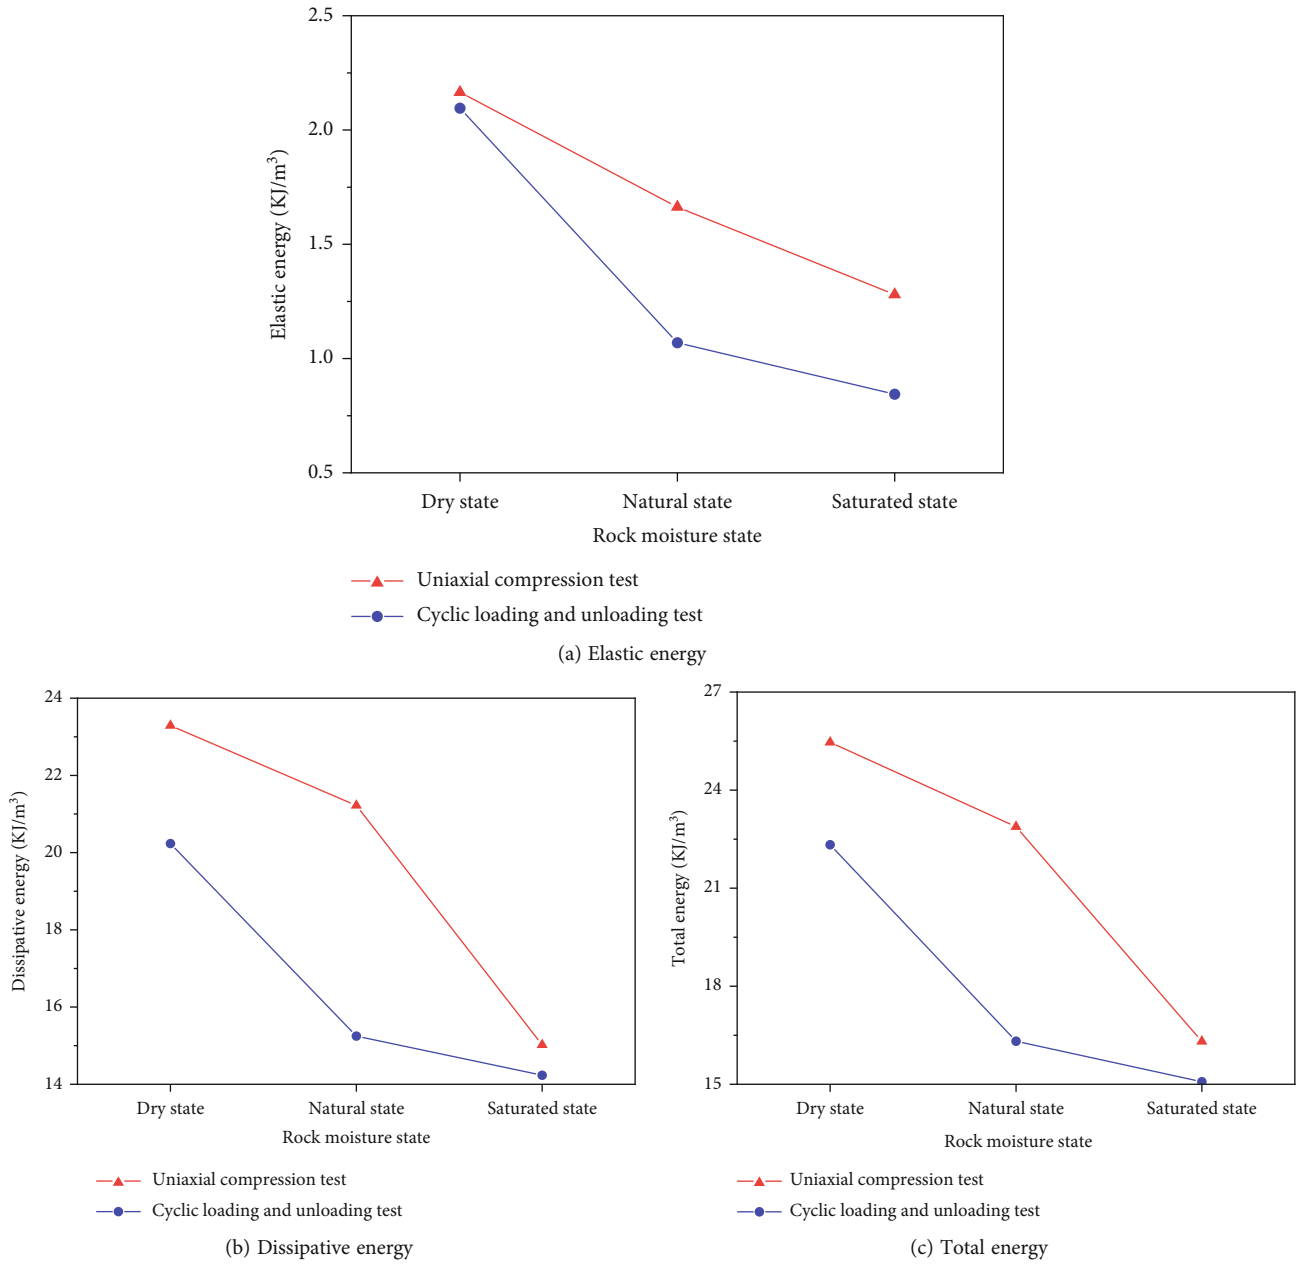 2.5
2.0
1.5
1.0
0.5
Elastic energy (KJ/m³)
Dry state Natural state Saturated state
Rock moisture state
Uniaxial compression test
Cyclic loading and unloading test
(a) Elastic energy
24
22
20
18
16
14
Dissipative energy (KJ/m³)
Dry state Natural state Saturated state
Rock moisture state
Uniaxial compression test
Cyclic loading and unloading test
(b) Dissipative energy
27
24
21
18
15
Total energy (KJ/m³)
Dry state Natural state Saturated state
Rock moisture state
Uniaxial compression test
Cyclic loading and unloading test
(c) Total energy